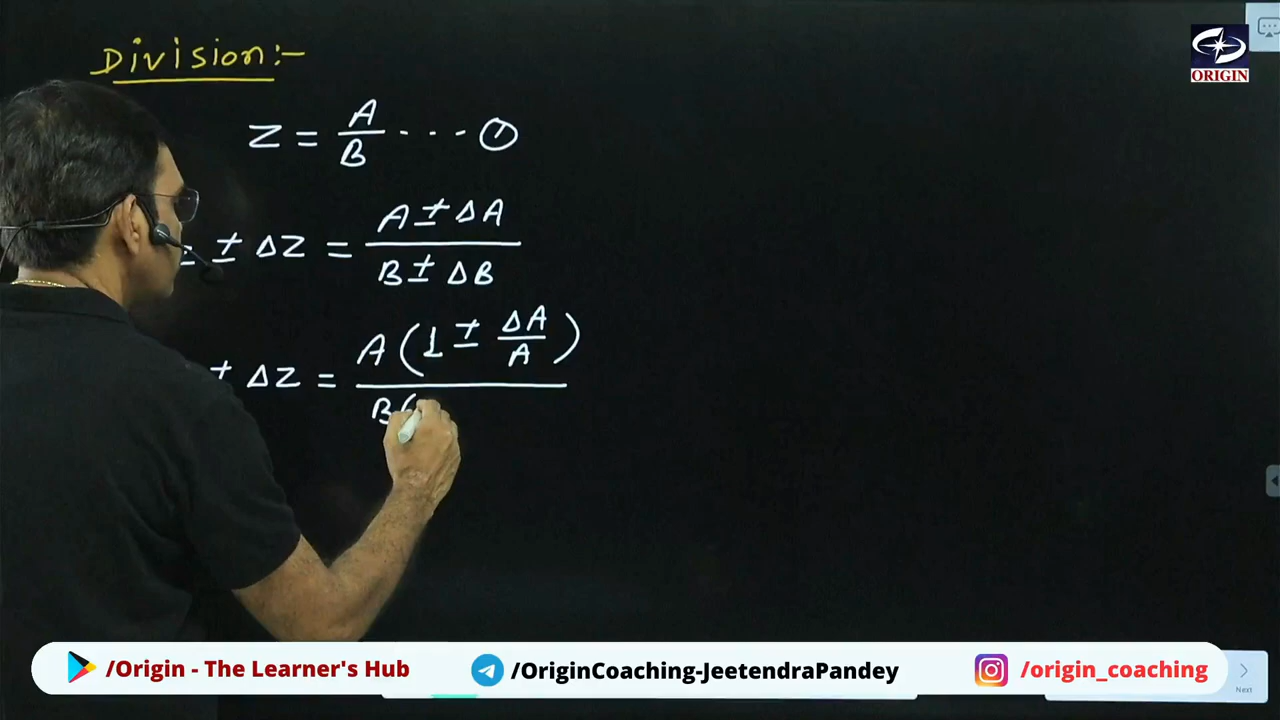 Division:-
Z = A/B ---- ①
± ΔZ = (A ± ΔA)/(B ± ΔB)
± ΔZ = A(1 ± ΔA/A)/B(
ORIGIN
/Origin - The Learner's Hub
/OriginCoaching-JeetendraPandey
/origin_coaching
Next